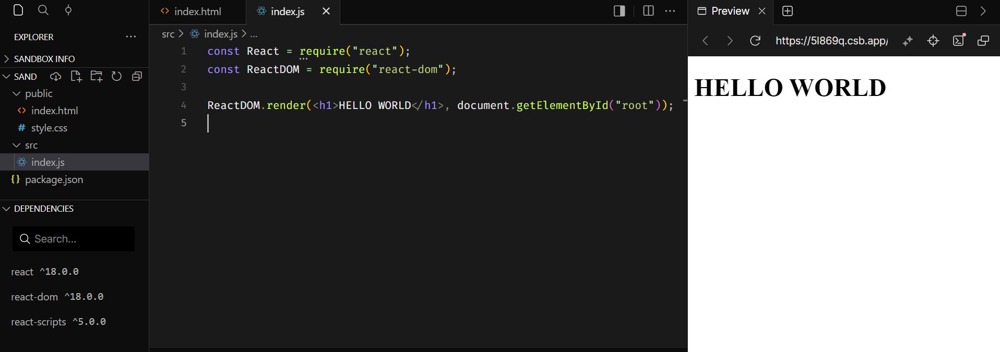 EXPLORER
SANDBOX INFO
SAND
public
index.html
style.css
src
index.js
package.json
DEPENDENCIES
Search...
react ^18.0.0
react-dom ^18.0.0
react-scripts ^5.0.0
index.html
index.js
src > index.js > ...
1 const React = require("react");
2 const ReactDOM = require("react-dom");
3
4 ReactDOM.render(<h1>HELLO WORLD</h1>, document.getElementById("root"));
5
Preview
https://5l869q.csb.app/
HELLO WORLD